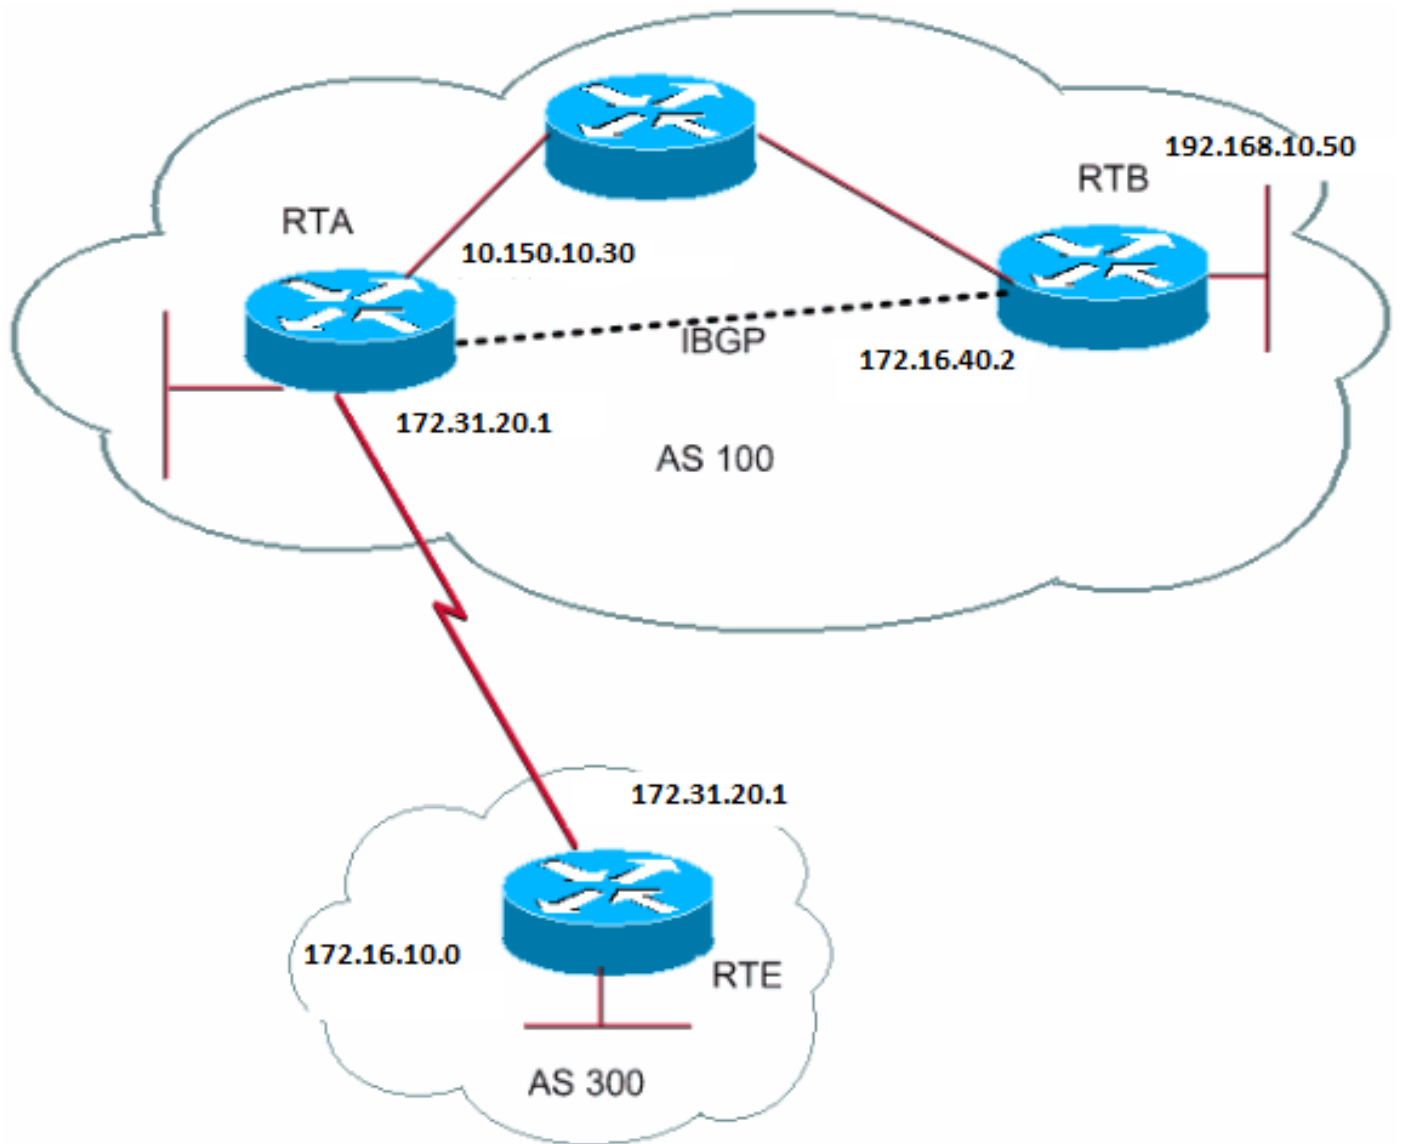 192.168.10.50
RTB
RTA
10.150.10.30
IBGP
172.16.40.2
172.31.20.1
AS 100
172.31.20.1
172.16.10.0
RTE
AS 300